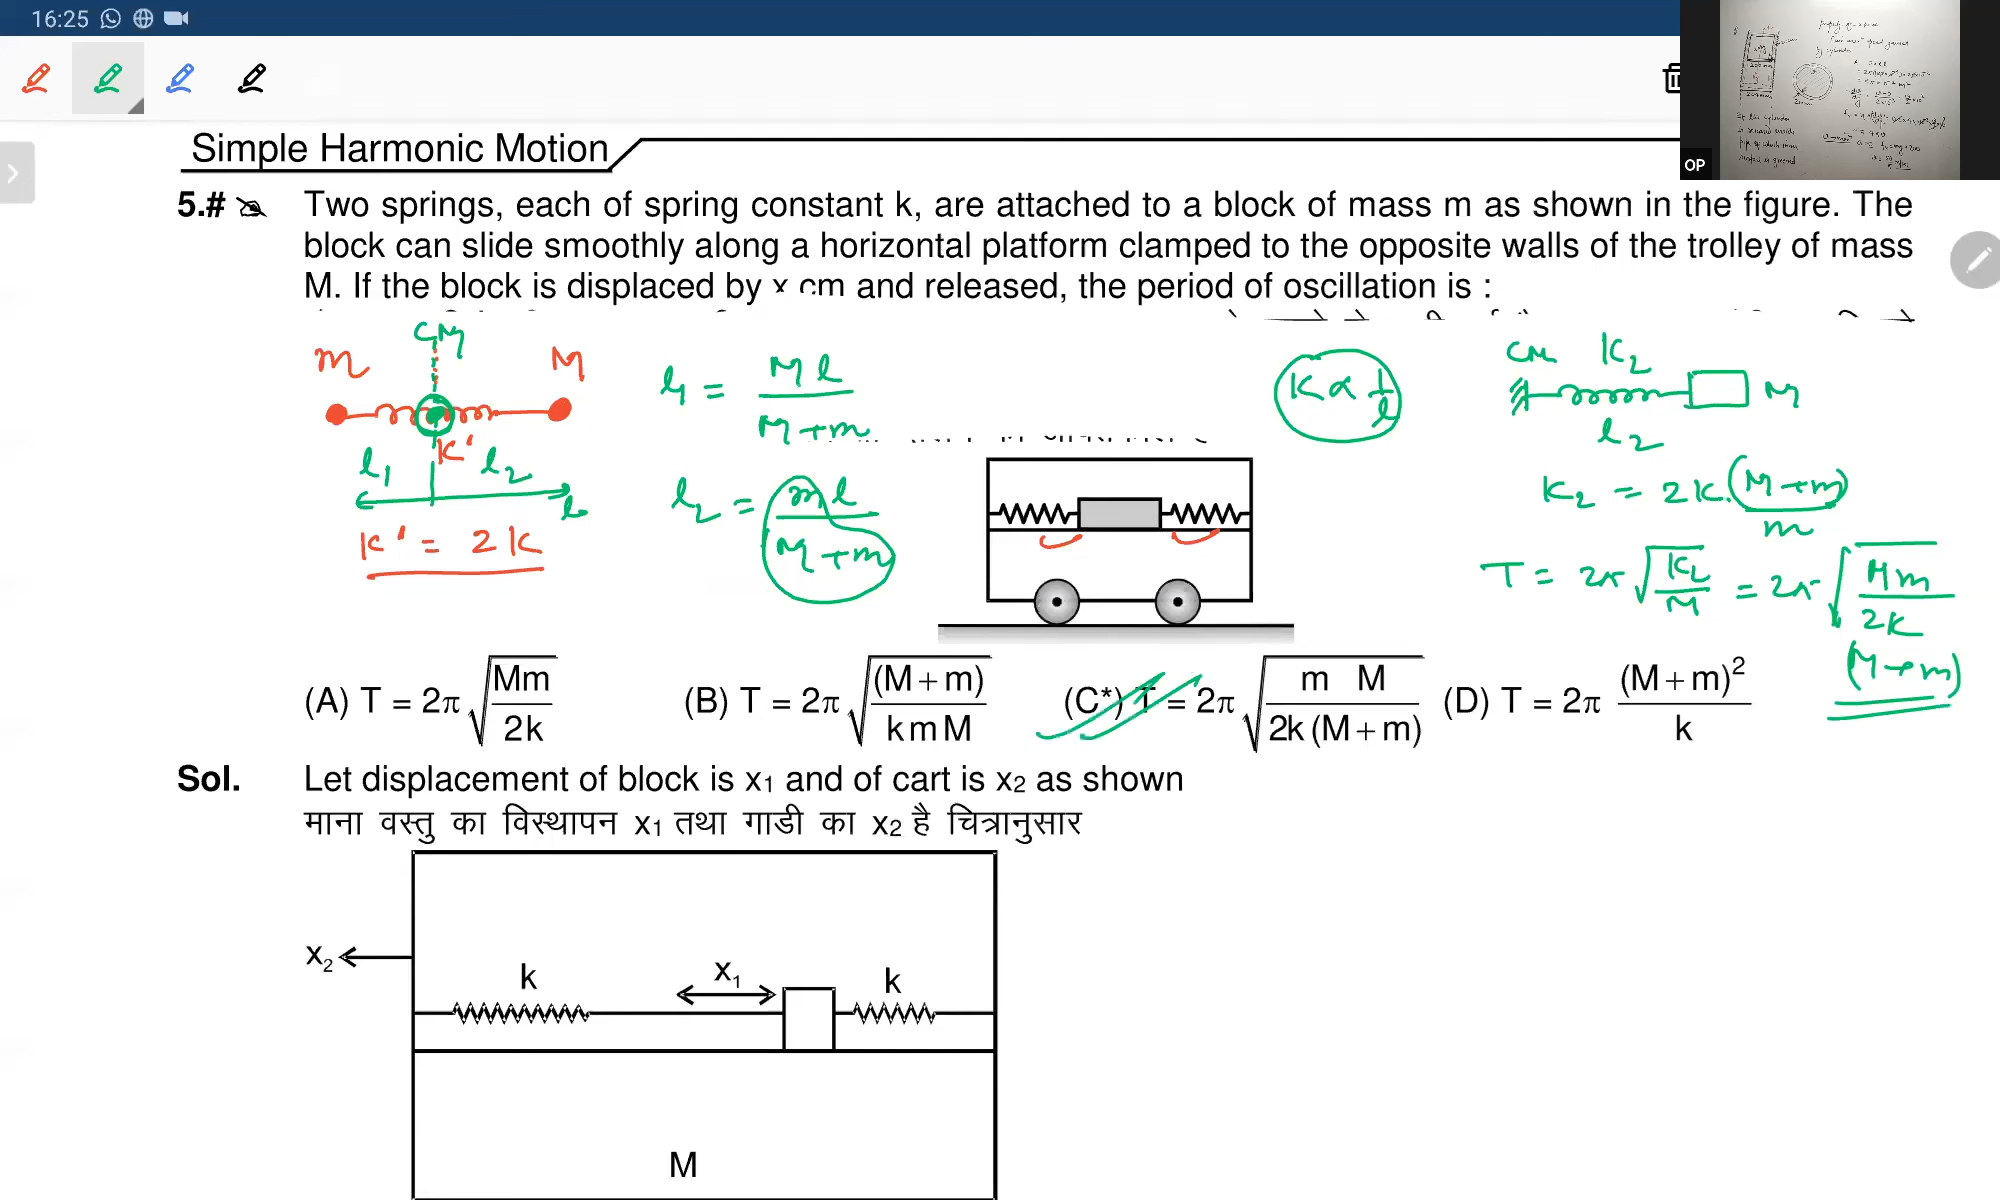 16:25
OP
Simple Harmonic Motion
5.# Two springs, each of spring constant k, are attached to a block of mass m as shown in the figure. The
block can slide smoothly along a horizontal platform clamped to the opposite walls of the trolley of mass
M. If the block is displaced by x cm and released, the period of oscillation is :
m CM M
K'
l₁ l₂
l
K' = 2K
l₁ = Ml / M+m
l₂ = ml / M+m
K ∝ 1/l
CM K₂
M
l₂
K₂ = 2K.(M+m) / m
T = 2π √(K₂/M) = 2π √(Mm / 2K (M+m))
(A) T = 2π √(Mm / 2k) (B) T = 2π √((M+m) / k m M) (C*) T = 2π √(m M / 2k (M+m)) (D) T = 2π (M+m)² / k
Sol. Let displacement of block is x₁ and of cart is x₂ as shown
माना वस्तु का विस्थापन x₁ तथा गाडी का x₂ है चित्रानुसार
x₂
k x₁ k
M